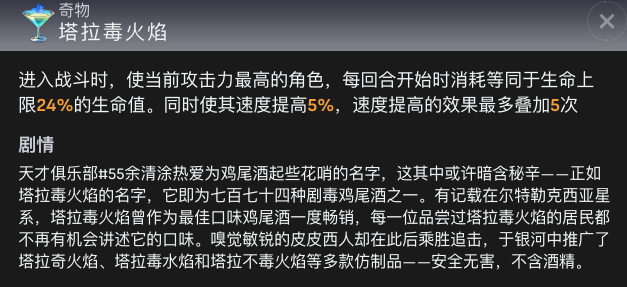 奇物
塔拉毒火焰
进入战斗时，使当前攻击力最高的角色，每回合开始时消耗等同于生命上
限24%的生命值。同时使其速度提高5%，速度提高的效果最多叠加5次
剧情
天才俱乐部#55余清涂热爱为鸡尾酒起些花哨的名字，这其中或许暗含秘辛——正如
塔拉毒火焰的名字，它即为七百七十四种剧毒鸡尾酒之一。有记载在尔特勒克西亚星
系，塔拉毒火焰曾作为最佳口味鸡尾酒一度畅销，每一位品尝过塔拉毒火焰的居民都
不再有机会讲述它的口味。嗅觉敏锐的皮皮西人却在此后乘胜追击，于银河中推广了
塔拉奇火焰、塔拉毒水焰和塔拉不毒火焰等多款仿制品——安全无害，不含酒精。